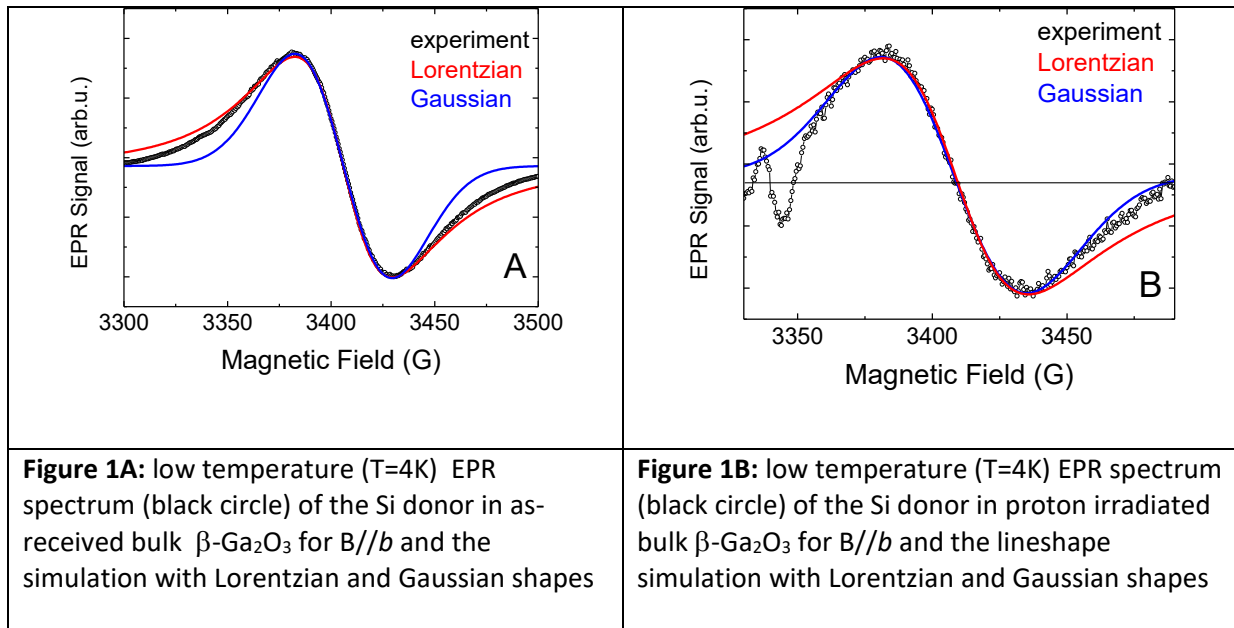 experiment
Lorentzian
Gaussian
A
EPR Signal (arb.u.)
3300 3350 3400 3450 3500
Magnetic Field (G)
experiment
Lorentzian
Gaussian
B
EPR Signal (arb.u.)
3350 3400 3450
Magnetic Field (G)
Figure 1A: low temperature (T=4K) EPR
spectrum (black circle) of the Si donor in as-
received bulk β-Ga₂O₃ for B//b and the
simulation with Lorentzian and Gaussian shapes
Figure 1B: low temperature (T=4K) EPR spectrum
(black circle) of the Si donor in proton irradiated
bulk β-Ga₂O₃ for B//b and the lineshape
simulation with Lorentzian and Gaussian shapes